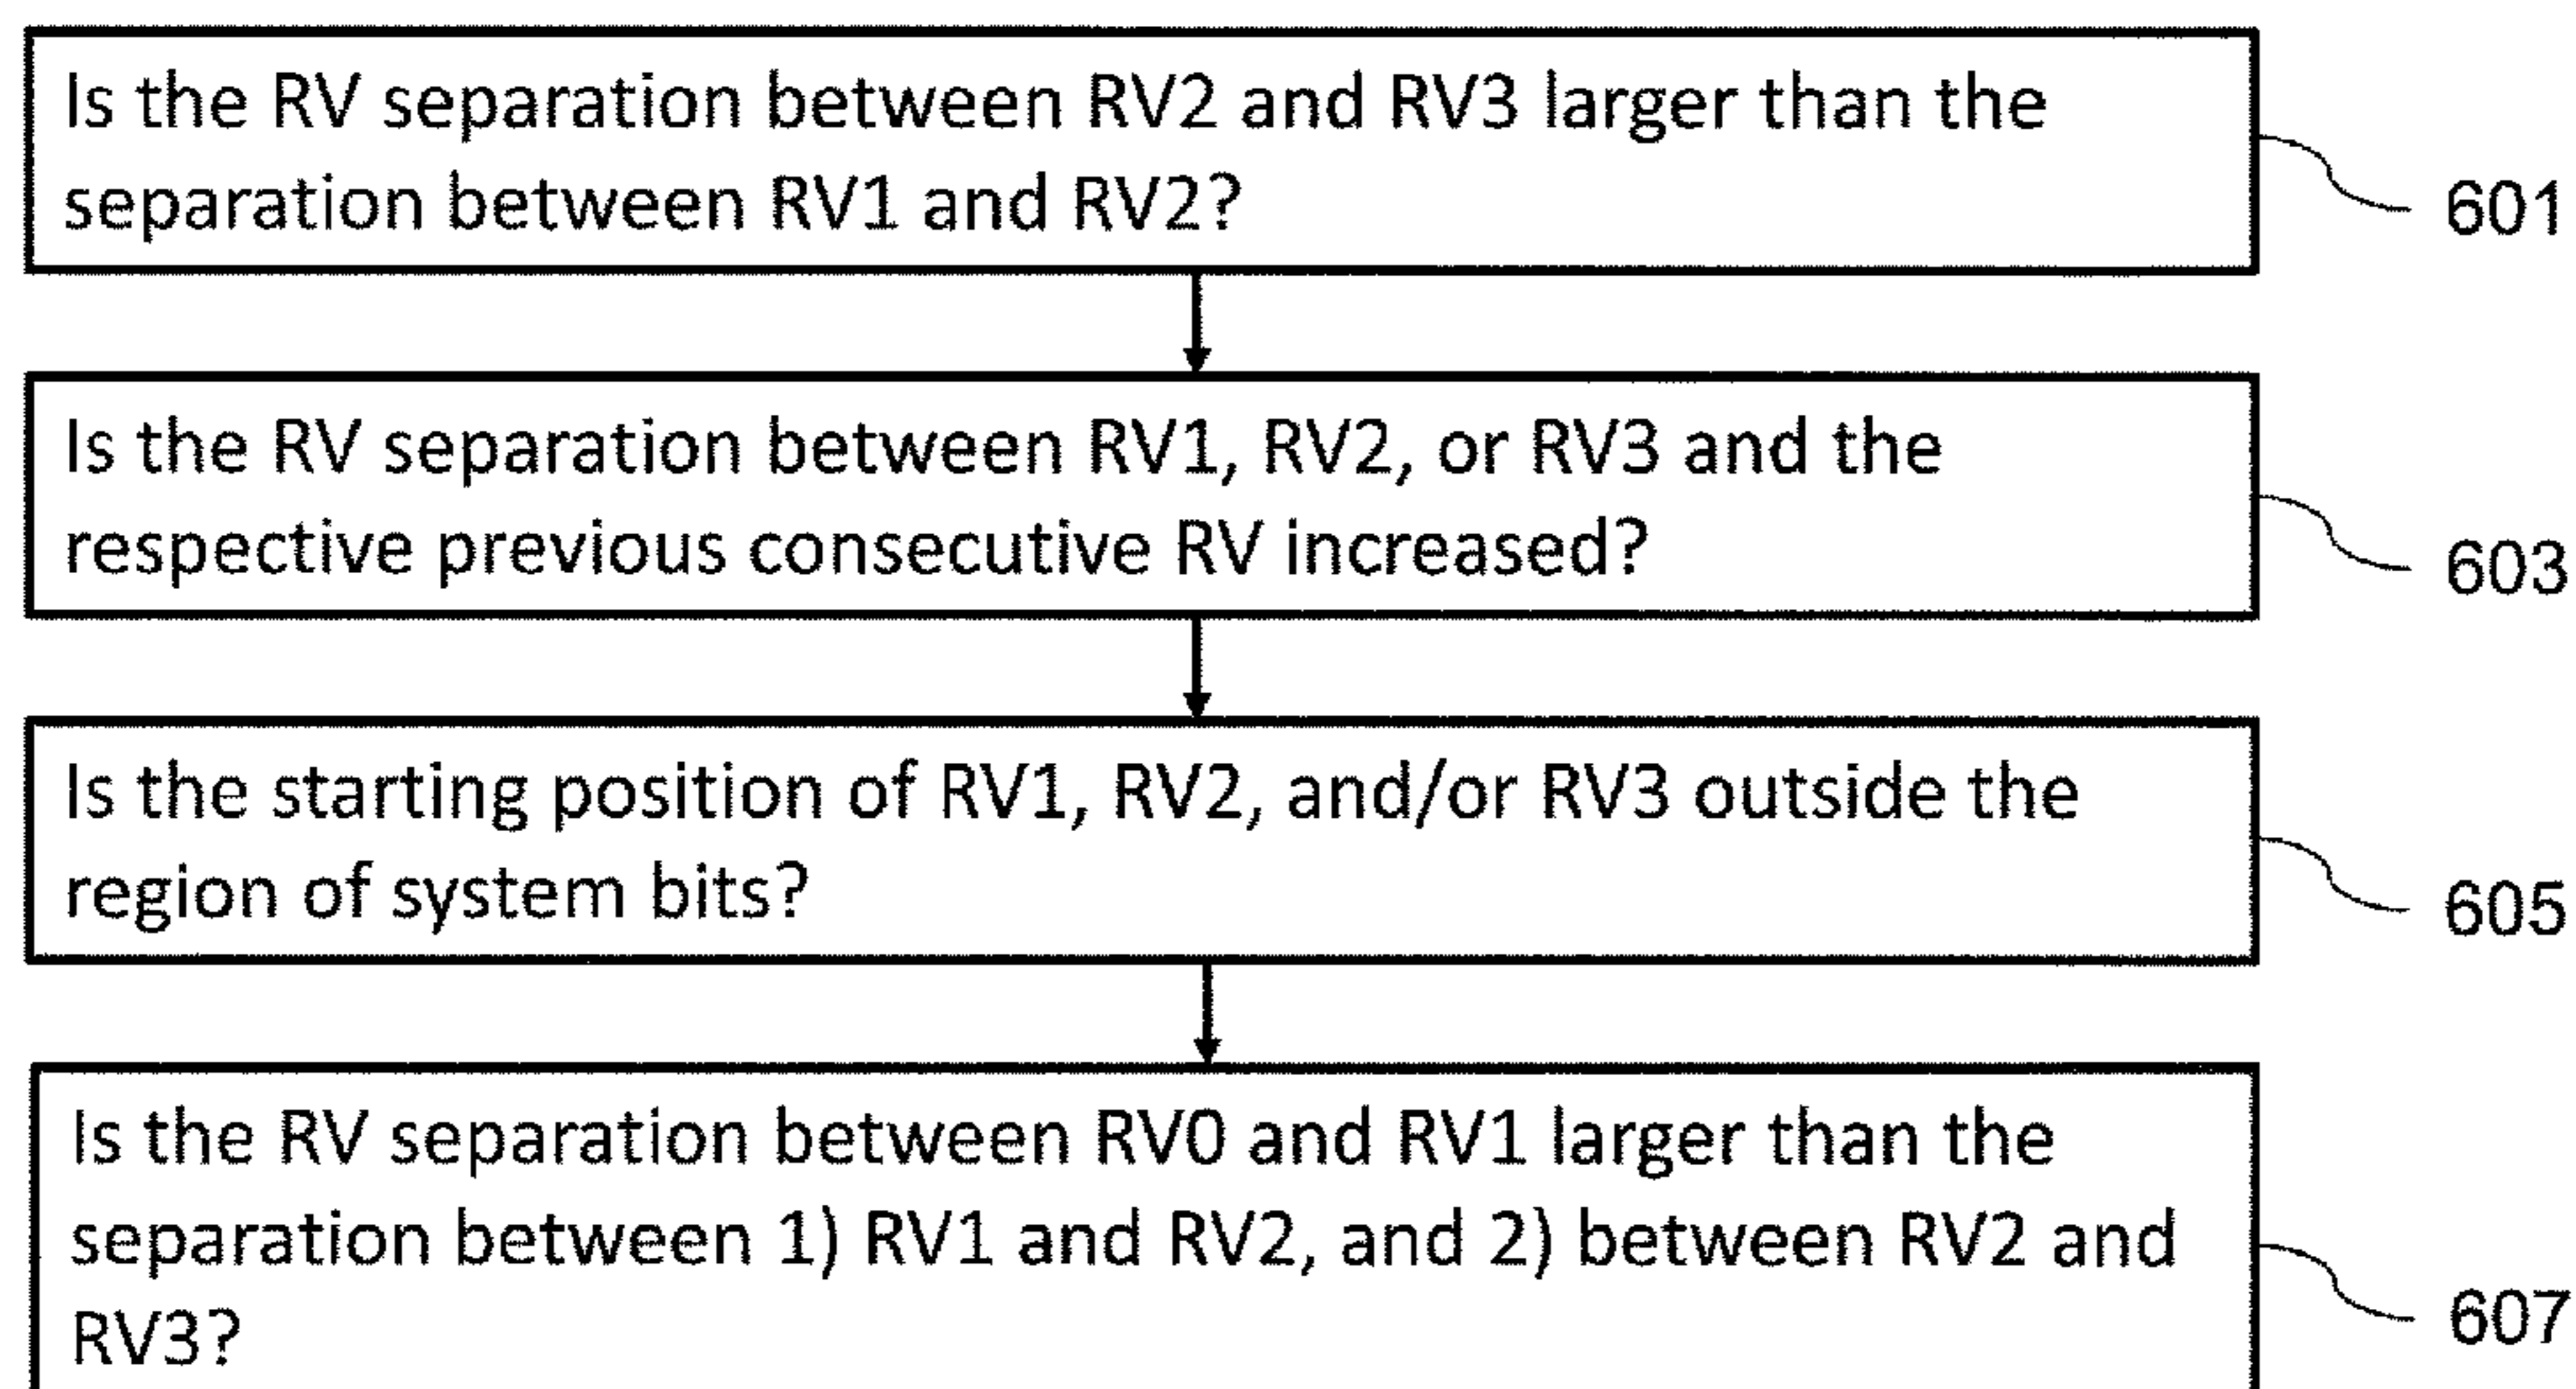 Is the RV separation between RV2 and RV3 larger than the
separation between RV1 and RV2?
601
Is the RV separation between RV1, RV2, or RV3 and the
respective previous consecutive RV increased?
603
Is the starting position of RV1, RV2, and/or RV3 outside the
region of system bits?
605
Is the RV separation between RV0 and RV1 larger than the
separation between 1) RV1 and RV2, and 2) between RV2 and
RV3?
607